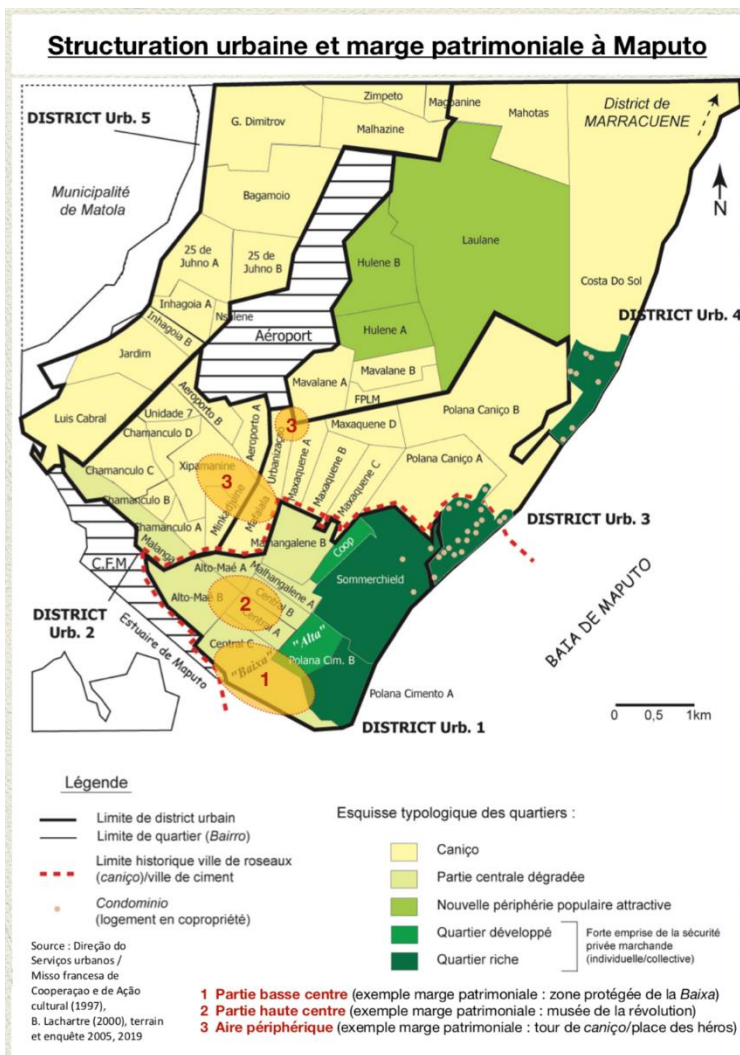 Structuration urbaine et marge patrimoniale à Maputo
Zimpeto
Magoanine
Mahotas
District de
MARRACUENE
DISTRICT Urb. 5
G. Dimitrov
Malhazine
N
Municipalité
de Matola
Bagamoio
25 de
Juhno A
25 de
Juhno B
Laulane
Hulene B
Costa Do Sol
Inhagoia A
Nsalene
Inhagoia B
Aéroport
Hulene A
DISTRICT Urb. 4
Jardim
Mavalane A
Mavalane B
FPLM
Luis Cabral
Aeroporto B
Aeroporto A
Unidade 7
Chamanculo D
3
Urbanizaç
Maxaquene D
Polana Caniço B
Maxaquene A
Maxaquene B
Maxaquene C
Polana Caniço A
Chamanculo C
Xipamanine
3
Chamanculo B
Minkadjuine
Mafalala
Chamanculo A
Malanga
DISTRICT Urb. 3
C.F.M
Malhangalene B
Coop
Alto-Maé A
Malhangalene A
Sommerchield
DISTRICT
Urb. 2
Alto-Maé B
2
Central B
Central A
Estuaire de Maputo
Central C
"Alta"
BAIA DE MAPUTO
"Baixa"
Polana Cim. B
1
Polana Cimento A
DISTRICT Urb. 1
0 0,5 1km
Légende
Limite de district urbain
Limite de quartier (Bairro)
Limite historique ville de roseaux
(caniço)/ville de ciment
Condominio
(logement en copropriété)
Esquisse typologique des quartiers :
Caniço
Partie centrale dégradée
Nouvelle périphérie populaire attractive
Quartier développé
Quartier riche
Forte emprise de la sécurité
privée marchande
(individuelle/collective)
Source : Direção do
Serviços urbanos /
Misso francesa de
Cooperaçao e de Ação
cultural (1997),
B. Lachartre (2000), terrain
et enquête 2005, 2019
1 Partie basse centre (exemple marge patrimoniale : zone protégée de la Baixa)
2 Partie haute centre (exemple marge patrimoniale : musée de la révolution)
3 Aire périphérique (exemple marge patrimoniale : tour de caniço/place des héros)